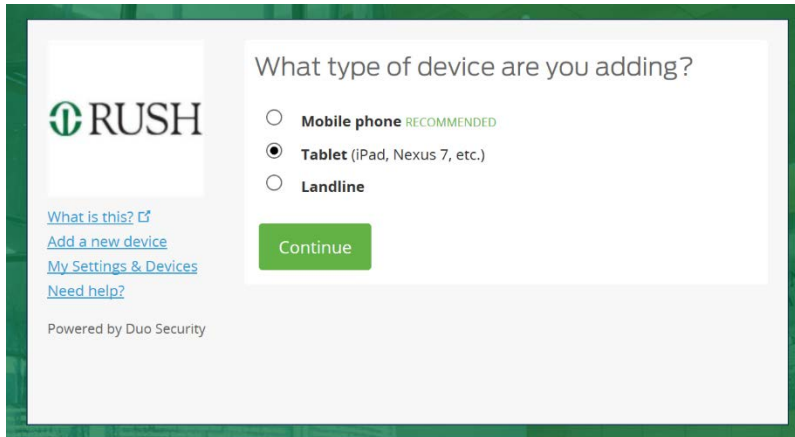 RUSH
What is this?
Add a new device
My Settings & Devices
Need help?
Powered by Duo Security
What type of device are you adding?
Mobile phone RECOMMENDED
Tablet (iPad, Nexus 7, etc.)
Landline
Continue